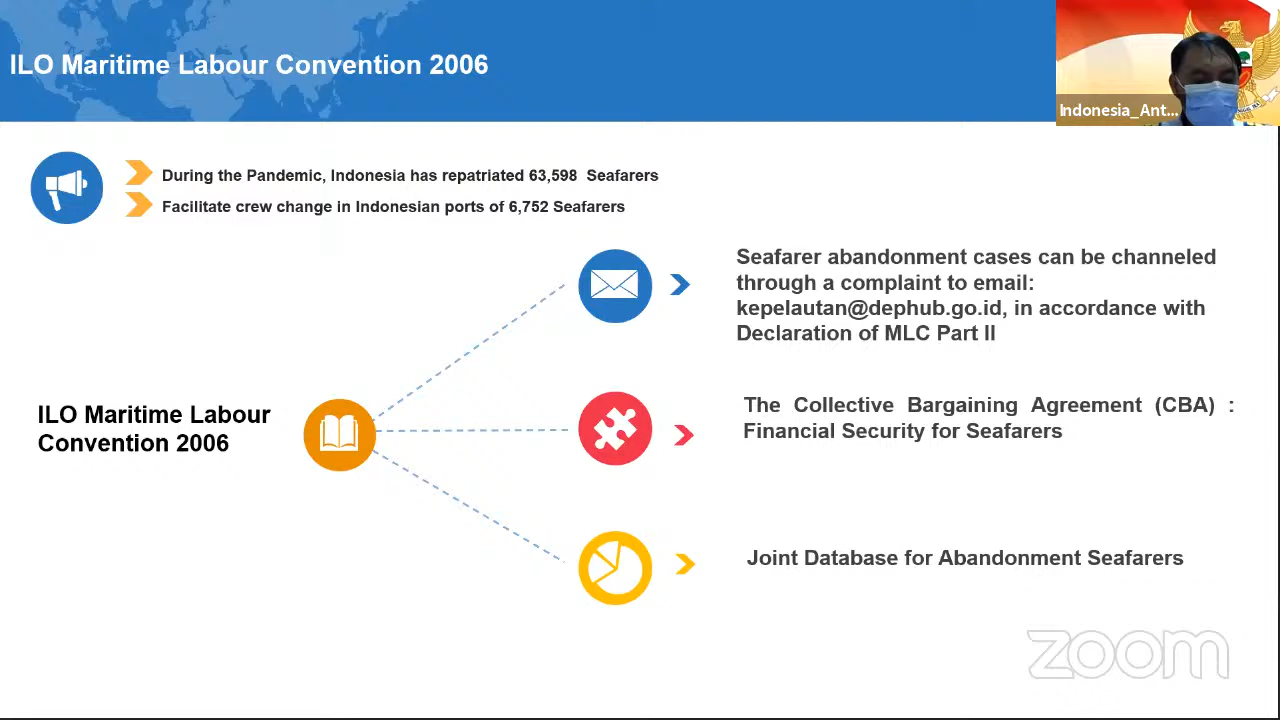 ILO Maritime Labour Convention 2006
Indonesia_Ant...
During the Pandemic, Indonesia has repatriated 63,598 Seafarers
Facilitate crew change in Indonesian ports of 6,752 Seafarers
Seafarer abandonment cases can be channeled
through a complaint to email:
kepelautan@dephub.go.id, in accordance with
Declaration of MLC Part II
ILO Maritime Labour
Convention 2006
The Collective Bargaining Agreement (CBA) :
Financial Security for Seafarers
Joint Database for Abandonment Seafarers
zoom